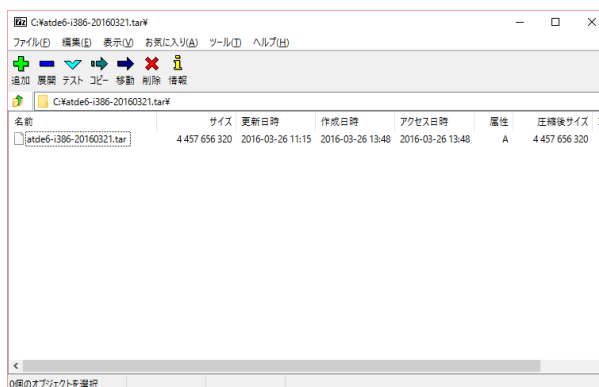 C:¥atde6-i386-20160321.tar¥
ファイル(F) 編集(E) 表示(V) お気に入り(A) ツール(T) ヘルプ(H)
追加 展開 テスト コピー 移動 削除 情報
C:¥atde6-i386-20160321.tar¥
名前 サイズ 更新日時 作成日時 アクセス日時 属性 圧縮後サイズ
atde6-i386-20160321.tar 4 457 656 320 2016-03-26 11:15 2016-03-26 13:48 2016-03-26 13:48 A 4 457 656 320
0個のオブジェクトを選択